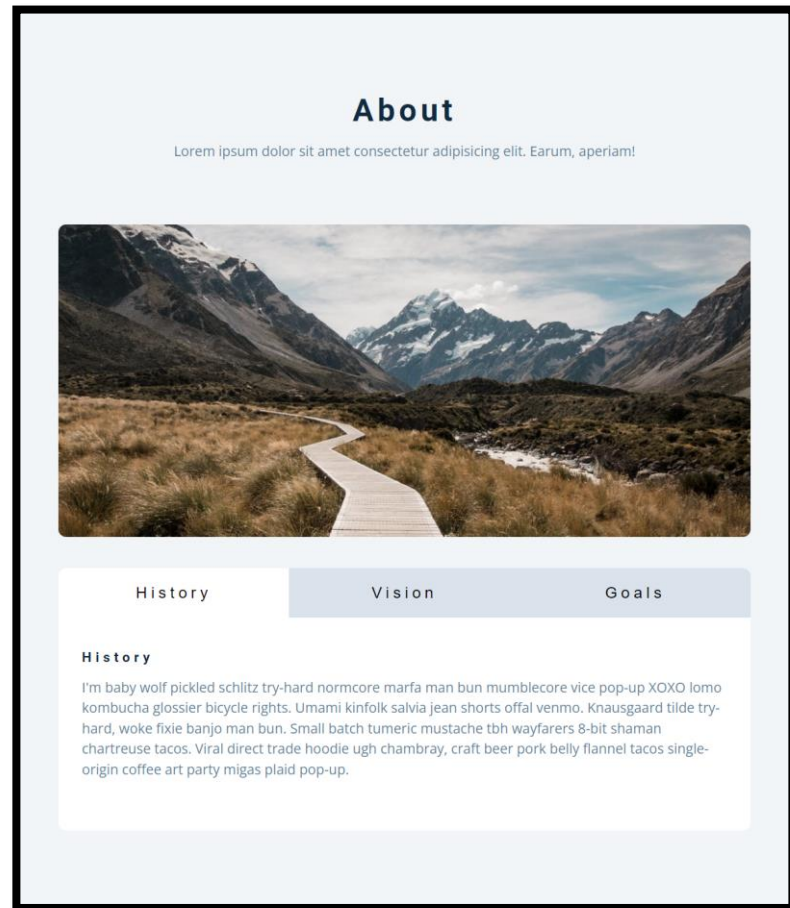 About
Lorem ipsum dolor sit amet consectetur adipisicing elit. Earum, aperiam!
History Vision Goals
History
I'm baby wolf pickled schlitz try-hard normcore marfa man bun mumblecore vice pop-up XOXO lomo
kombucha glossier bicycle rights. Umami kinfolk salvia jean shorts offal venmo. Knausgaard tilde try-
hard, woke fixie banjo man bun. Small batch tumeric mustache tbh wayfarers 8-bit shaman
chartreuse tacos. Viral direct trade hoodie ugh chambray, craft beer pork belly flannel tacos single-
origin coffee art party migas plaid pop-up.